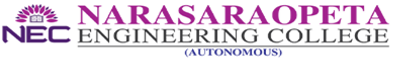 NEC
NARASARAOPETA
ENGINEERING COLLEGE
(AUTONOMOUS)